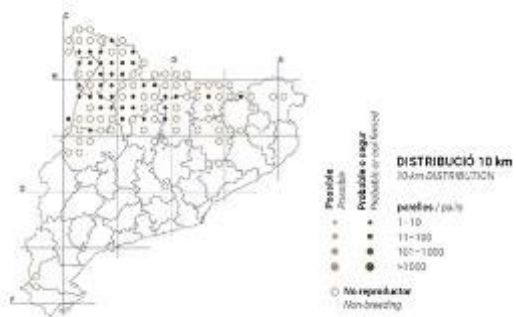 C
D
B
E
DISTRIBUCIÓ 10 km
10-km DISTRIBUTION
Possible
Possible
Probable o segur
Probable or confirmed
parelles / pairs
1–10
11–100
101–1000
>1000
No reproductor
Non-breeding
F